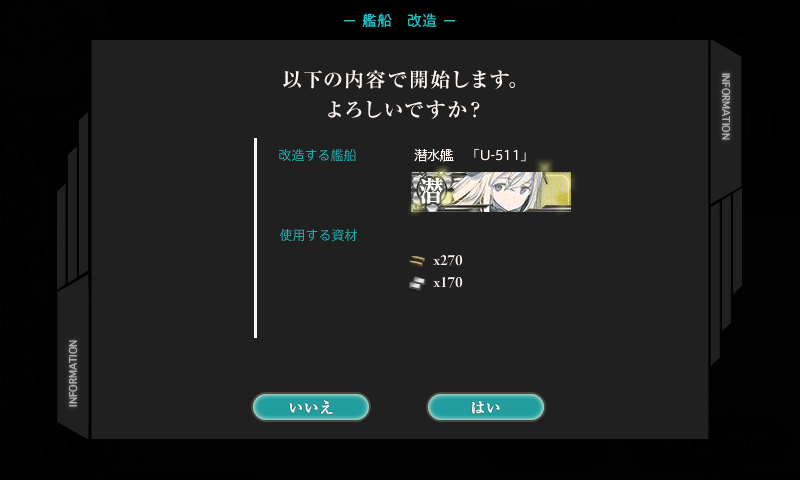 — 艦船　改造 —
以下の内容で開始します。
よろしいですか?
改造する艦船
潜水艦　「U-511」
潜
使用する資材
x270
x170
いいえ
はい
INFORMATION
INFORMATION